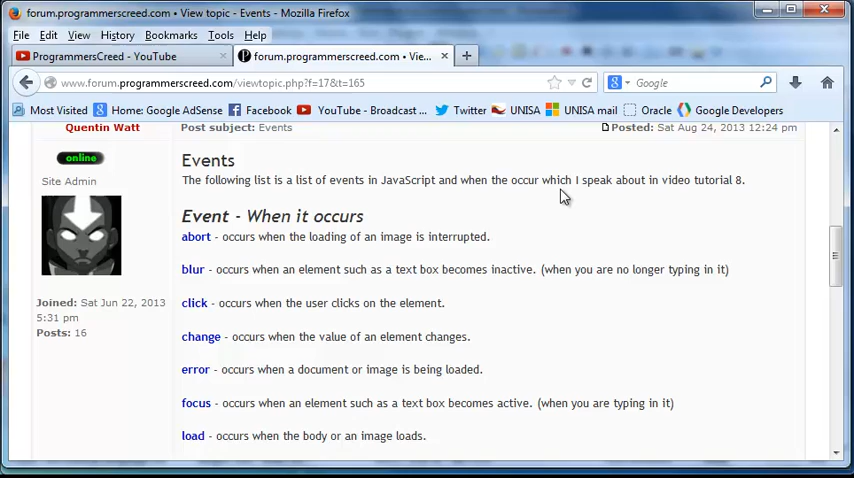 forum.programmerscreed.com • View topic - Events - Mozilla Firefox
File Edit View History Bookmarks Tools Help
ProgrammersCreed - YouTube × forum.programmerscreed.com • Vie... × +
www.forum.programmerscreed.com/viewtopic.php?f=17&t=165 Google
Most Visited Home: Google AdSense Facebook YouTube - Broadcast ... Twitter UNISA UNISA mail Oracle Google Developers
Quentin Watt Post subject: Events Posted: Sat Aug 24, 2013 12:24 pm
online
Site Admin
Joined: Sat Jun 22, 2013
5:31 pm
Posts: 16
Events
The following list is a list of events in JavaScript and when the occur which I speak about in video tutorial 8.
Event - When it occurs
abort - occurs when the loading of an image is interrupted.
blur - occurs when an element such as a text box becomes inactive. (when you are no longer typing in it)
click - occurs when the user clicks on the element.
change - occurs when the value of an element changes.
error - occurs when a document or image is being loaded.
focus - occurs when an element such as a text box becomes active. (when you are typing in it)
load - occurs when the body or an image loads.